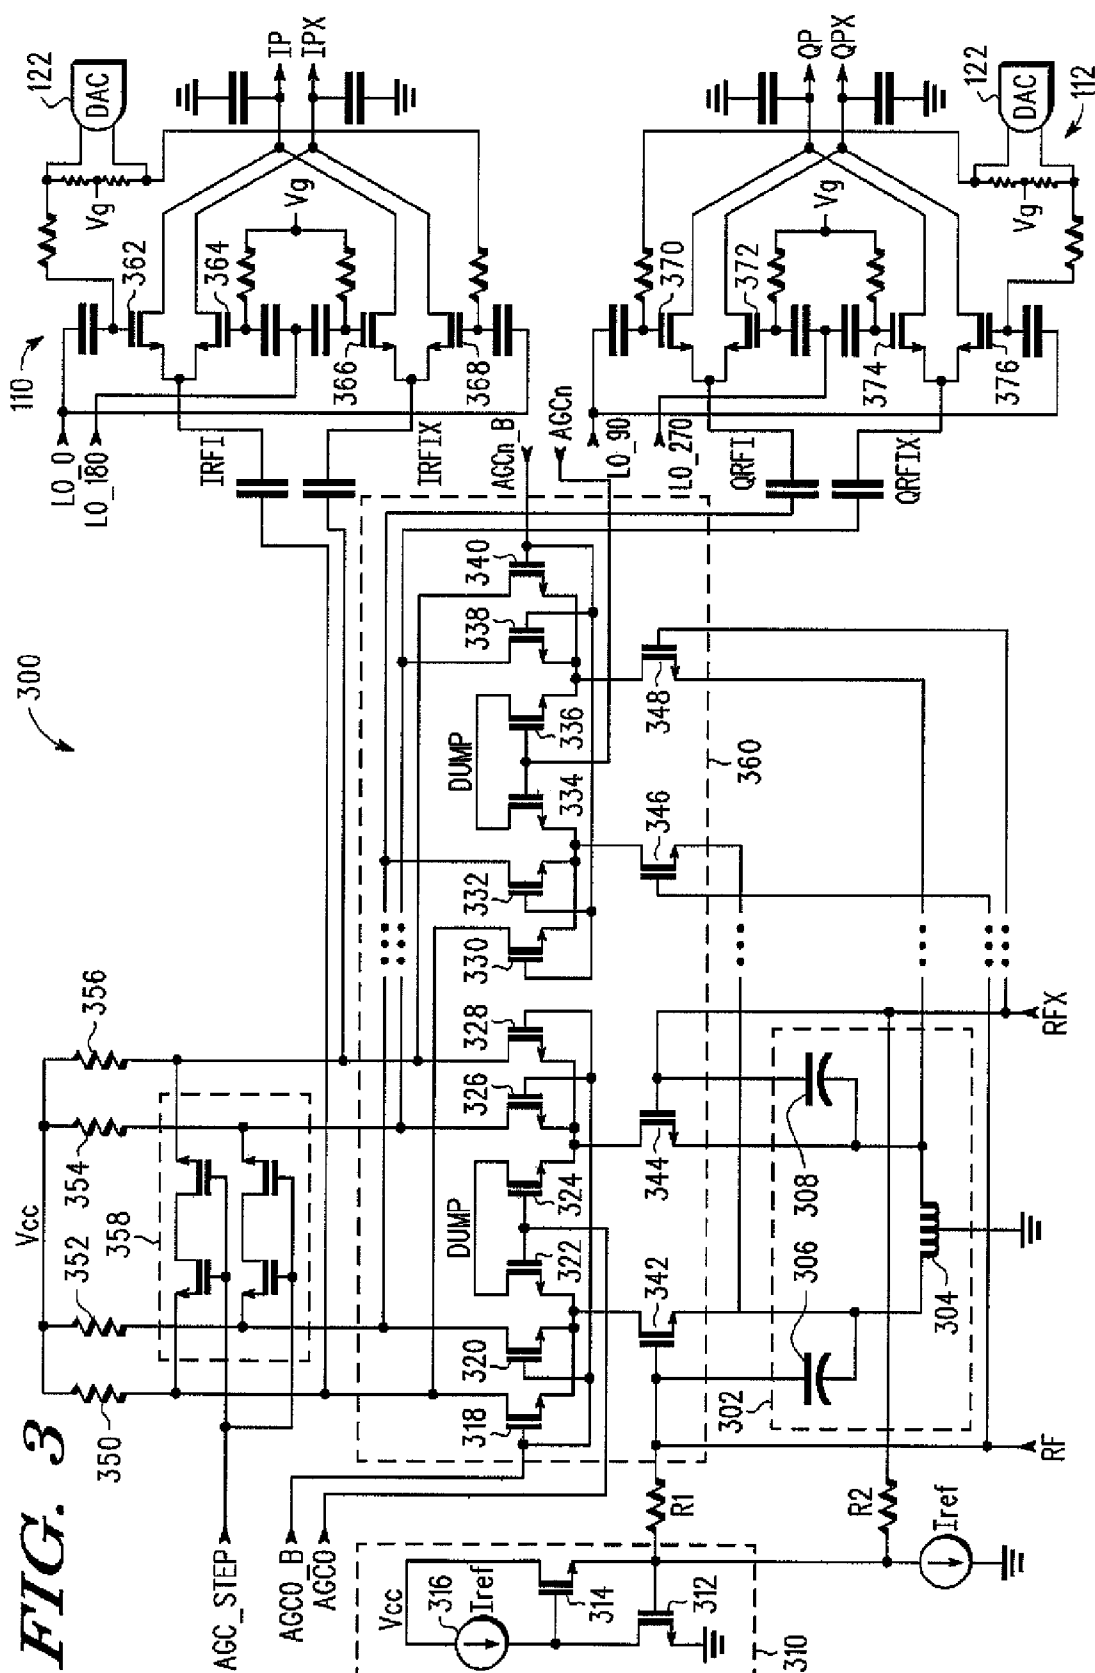 FIG. 3
300
Vcc
350
352
354
356
358
AGC_STEP
AGC0_B
AGC0
318
320
322
324
326
328
DUMP
330
332
334
336
338
340
DUMP
342
344
346
348
360
302
304
306
308
RF
RFX
R1
R2
Iref
310
Vcc
316
Iref
314
312
110
LO_0
LO_180
IRFI
IRFIX
AGCn_B
AGCn
LO_90
LO_270
QRFI
QRFIX
362
364
366
368
Vg
Vg
122
DAC
IP
IPX
370
372
374
376
Vg
Vg
122
DAC
112
QP
QPX